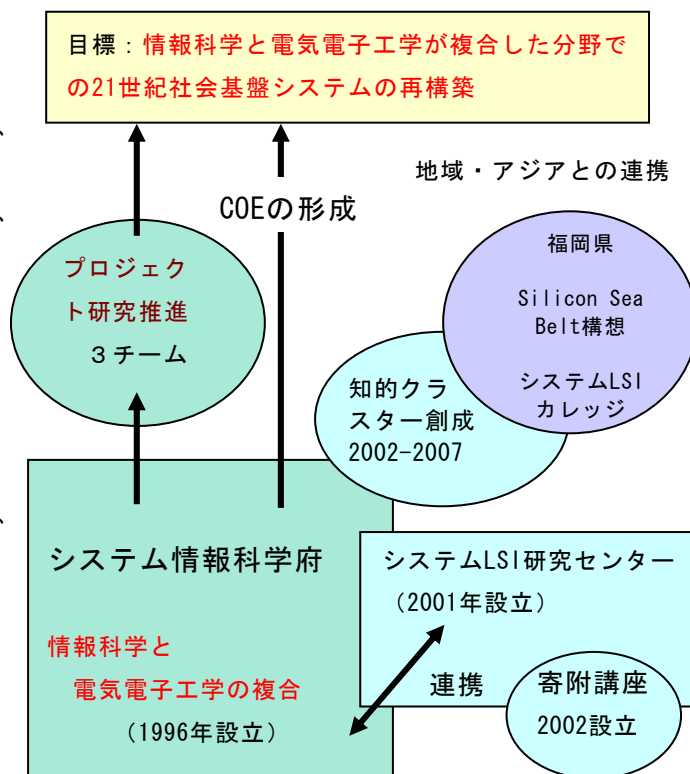 目標：情報科学と電気電子工学が複合した分野で
の21世紀社会基盤システムの再構築
地域・アジアとの連携
COEの形成
プロジェク
ト研究推進
３チーム
福岡県
Silicon Sea
Belt構想
システムLSI
カレッジ
知的クラ
スター創成
2002-2007
システム情報科学府
情報科学と
電気電子工学の複合
（1996年設立）
システムLSI研究センター
（2001年設立）
連携
寄附講座
2002設立